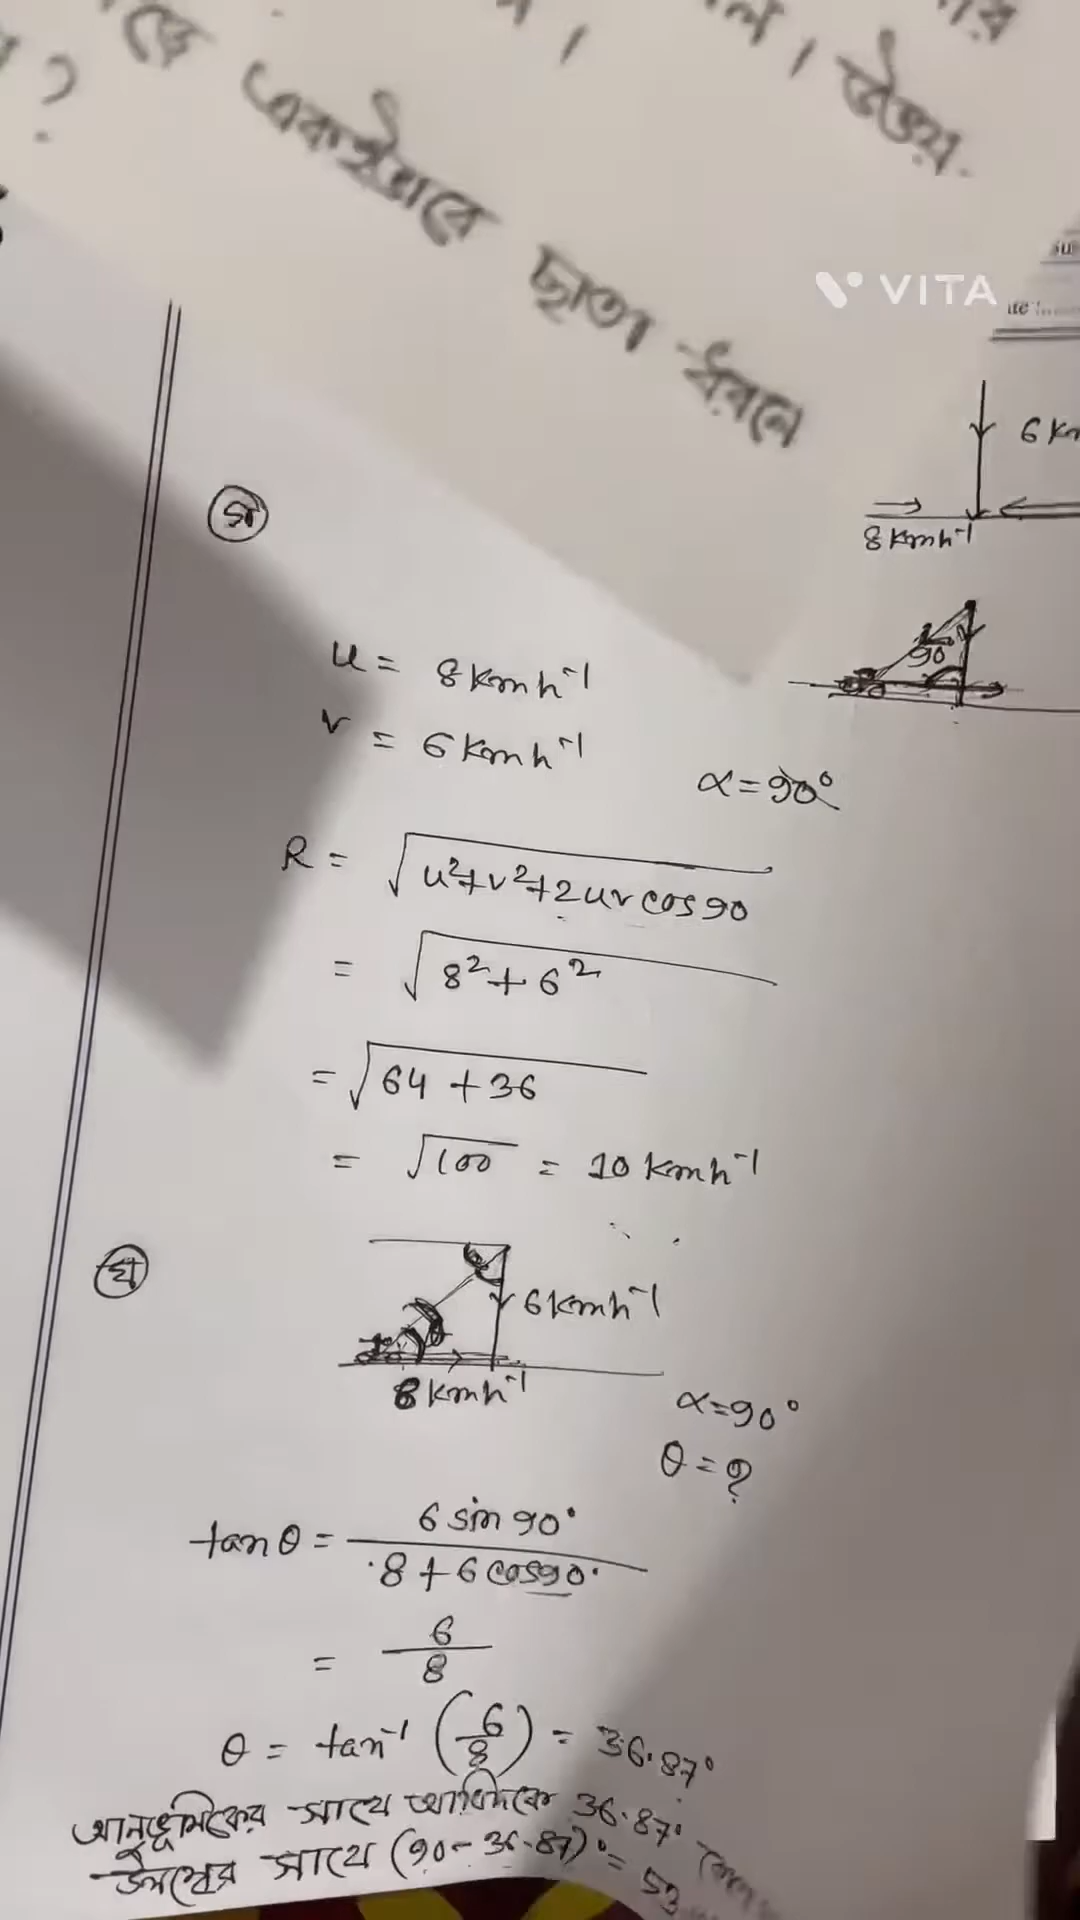 একইভাবে ছাতা ধরলে
উভয়
VITA
গ
6 Km
8 Kmh⁻¹
90
u = 8 Kmh⁻¹
v = 6 Kmh⁻¹
α = 90°
R = √(u² + v² + 2uv cos 90)
= √(8² + 6²)
= √(64 + 36)
= √100 = 10 Kmh⁻¹
ঘ
6 Kmh⁻¹
8 Kmh⁻¹
α = 90°
θ = ?
tan θ = 6 sin 90° / 8 + 6 cos 90°
= 6/8
θ = tan⁻¹ (6/8) = 36.87°
আনুভূমিকের সাথে 36.87°
উলম্বের সাথে (90 - 36.87)° = 53